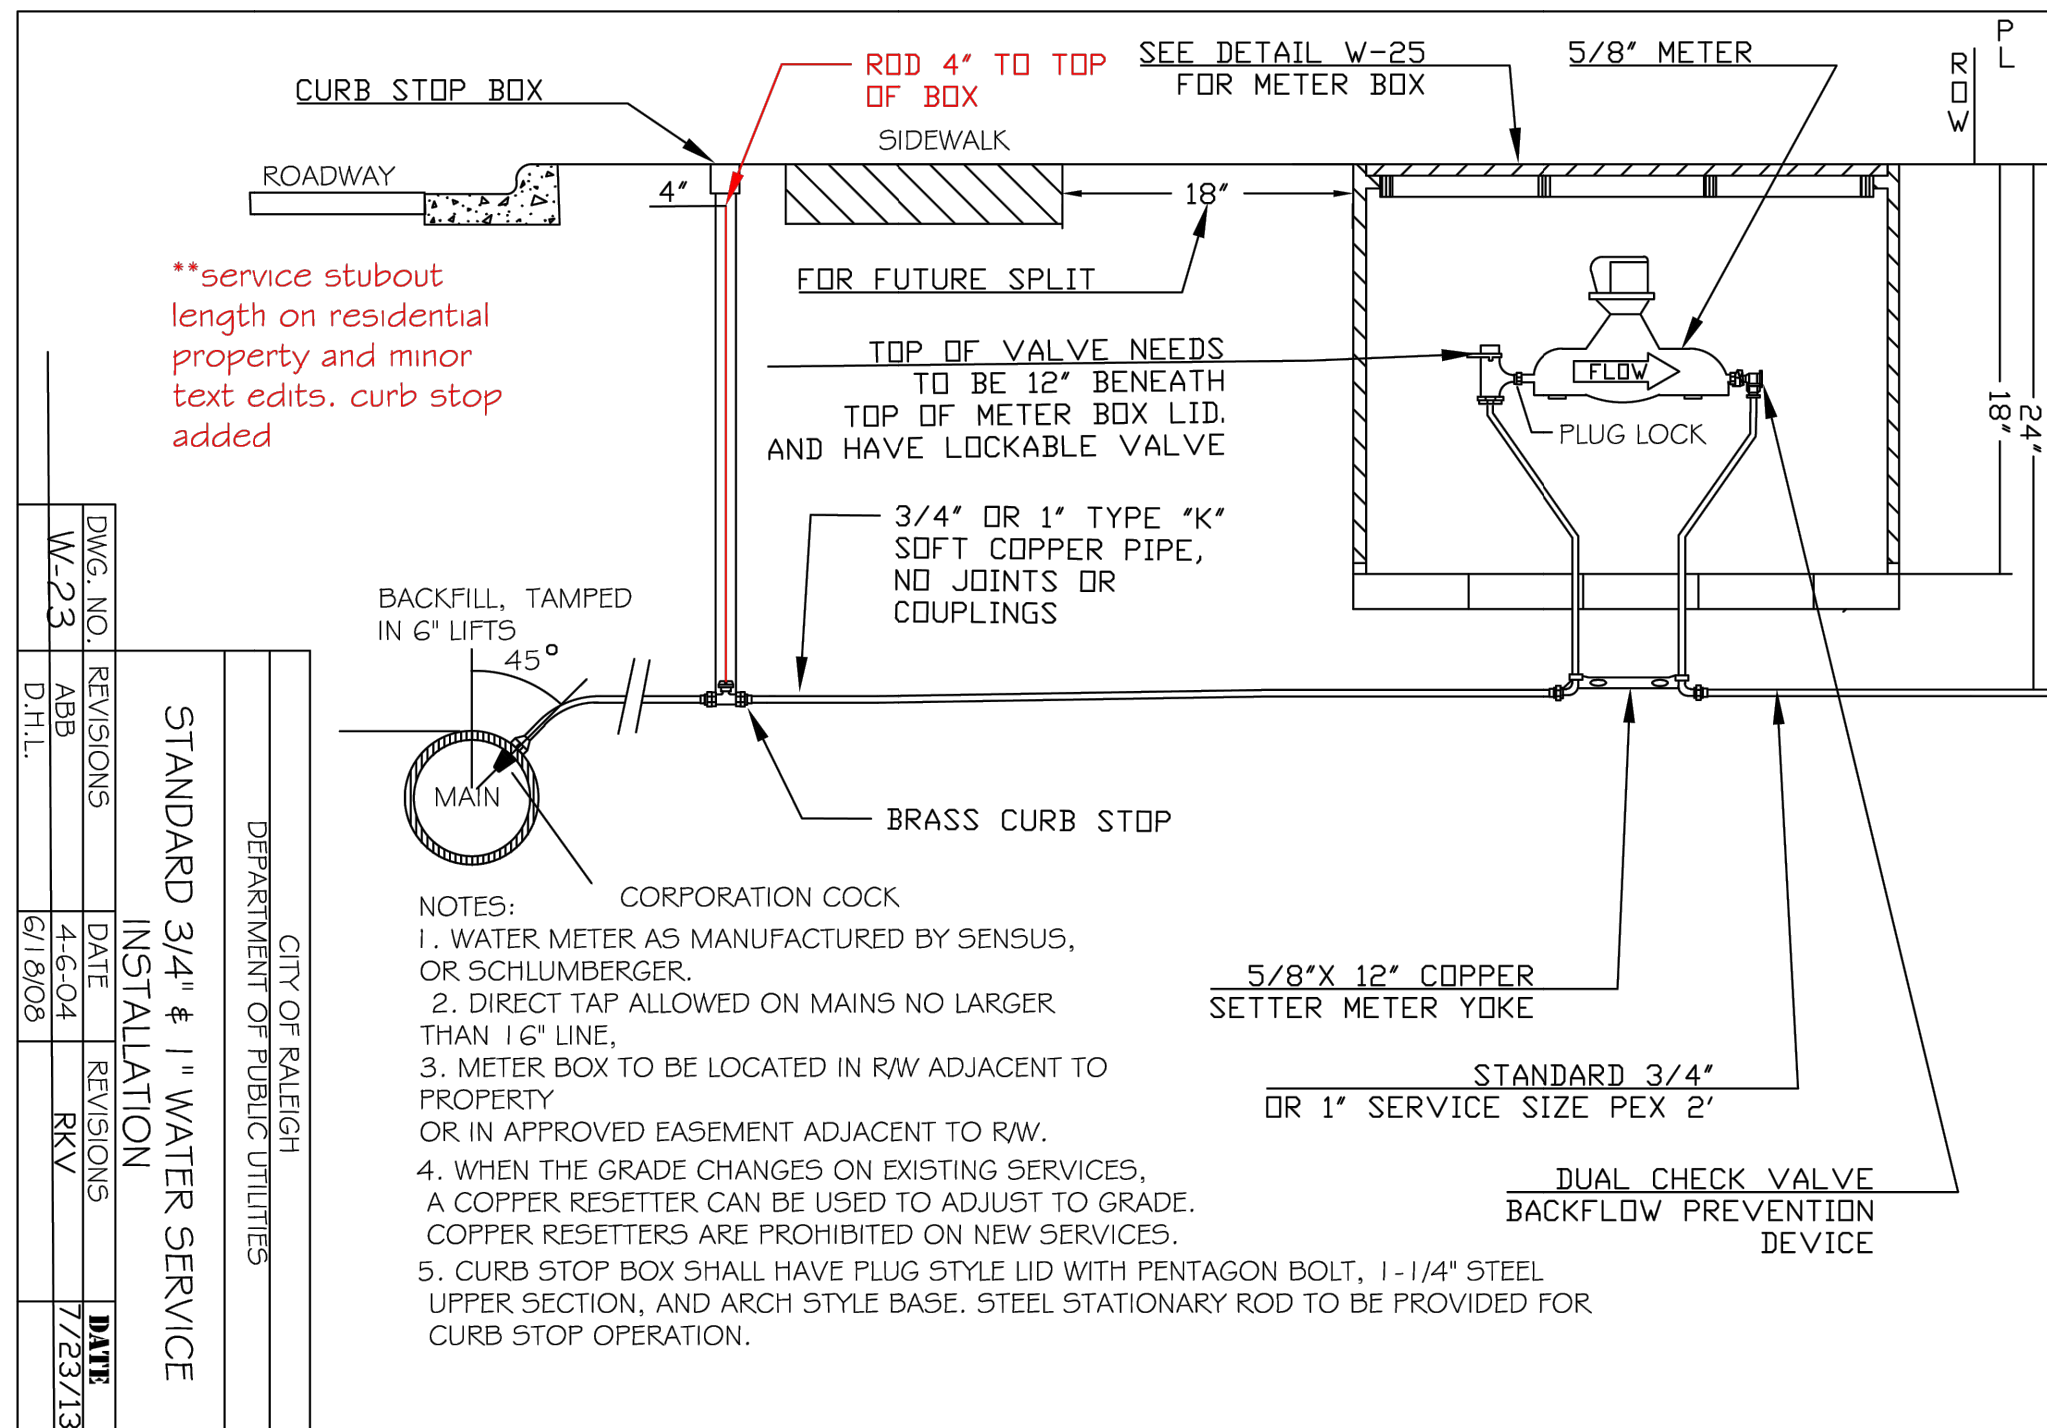 P
L
R
O
W
CURB STOP BOX
ROD 4" TO TOP
OF BOX
SEE DETAIL W-25
FOR METER BOX
5/8" METER
SIDEWALK
ROADWAY
4"
18"
FOR FUTURE SPLIT
**service stubout
length on residential
property and minor
text edits. curb stop
added
TOP OF VALVE NEEDS
TO BE 12" BENEATH
TOP OF METER BOX LID.
AND HAVE LOCKABLE VALVE
FLOW
PLUG LOCK
18"
24"
3/4" OR 1" TYPE "K"
SOFT COPPER PIPE,
NO JOINTS OR
COUPLINGS
BACKFILL, TAMPED
IN 6" LIFTS
45°
MAIN
BRASS CURB STOP
CORPORATION COCK
NOTES:
1. WATER METER AS MANUFACTURED BY SENSUS,
OR SCHLUMBERGER.
2. DIRECT TAP ALLOWED ON MAINS NO LARGER
THAN 16" LINE,
3. METER BOX TO BE LOCATED IN R/W ADJACENT TO
PROPERTY
OR IN APPROVED EASEMENT ADJACENT TO R/W.
4. WHEN THE GRADE CHANGES ON EXISTING SERVICES,
A COPPER RESETTER CAN BE USED TO ADJUST TO GRADE.
COPPER RESETTERS ARE PROHIBITED ON NEW SERVICES.
5. CURB STOP BOX SHALL HAVE PLUG STYLE LID WITH PENTAGON BOLT, 1-1/4" STEEL
UPPER SECTION, AND ARCH STYLE BASE. STEEL STATIONARY ROD TO BE PROVIDED FOR
CURB STOP OPERATION.
5/8"X 12" COPPER
SETTER METER YOKE
STANDARD 3/4"
OR 1" SERVICE SIZE PEX 2'
DUAL CHECK VALVE
BACKFLOW PREVENTION
DEVICE
CITY OF RALEIGH
DEPARTMENT OF PUBLIC UTILITIES
STANDARD 3/4" & 1" WATER SERVICE
INSTALLATION
DWG. NO. REVISIONS DATE REVISIONS DATE
W-23 ABB 4-6-04 RKV 7/23/13
D.H.L. 6/18/08